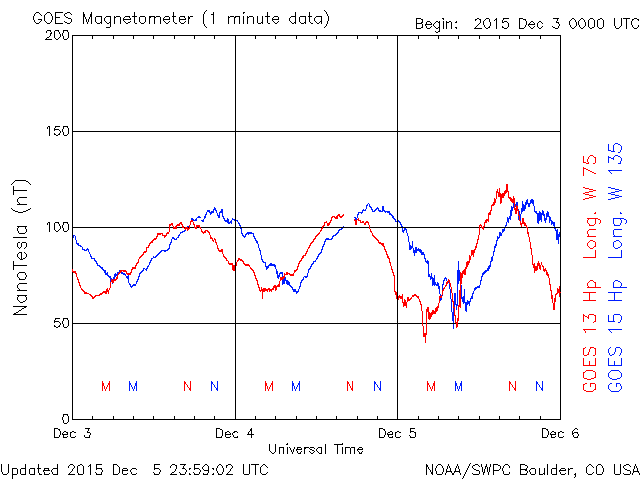 GOES Magnetometer (1 minute data)
Begin: 2015 Dec 3 0000 UTC
200
150
100
50
0
NanoTesla (nT)
M M N N M M N N M M N N
Dec 3 Dec 4 Dec 5 Dec 6
Universal Time
GOES 13 Hp Long. W 75
GOES 15 Hp Long. W 135
Updated 2015 Dec 5 23:59:02 UTC
NOAA/SWPC Boulder, CO USA